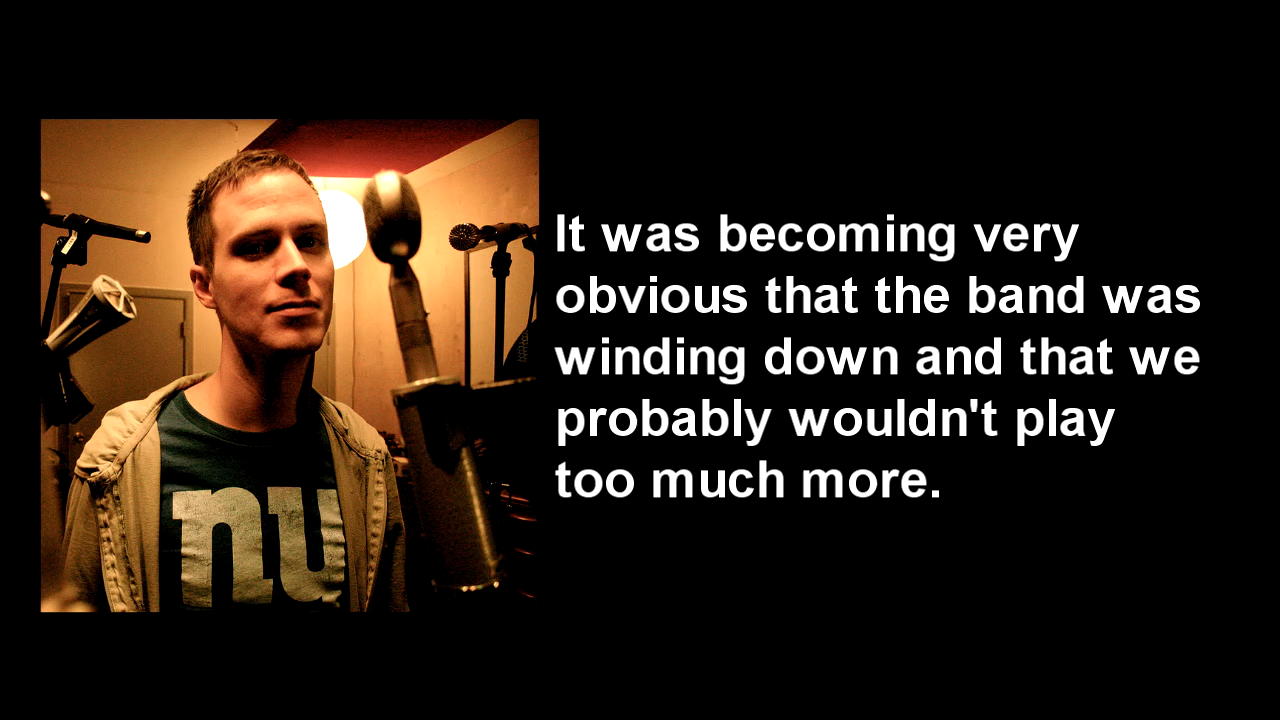 It was becoming very
obvious that the band was
winding down and that we
probably wouldn't play
too much more.
nu